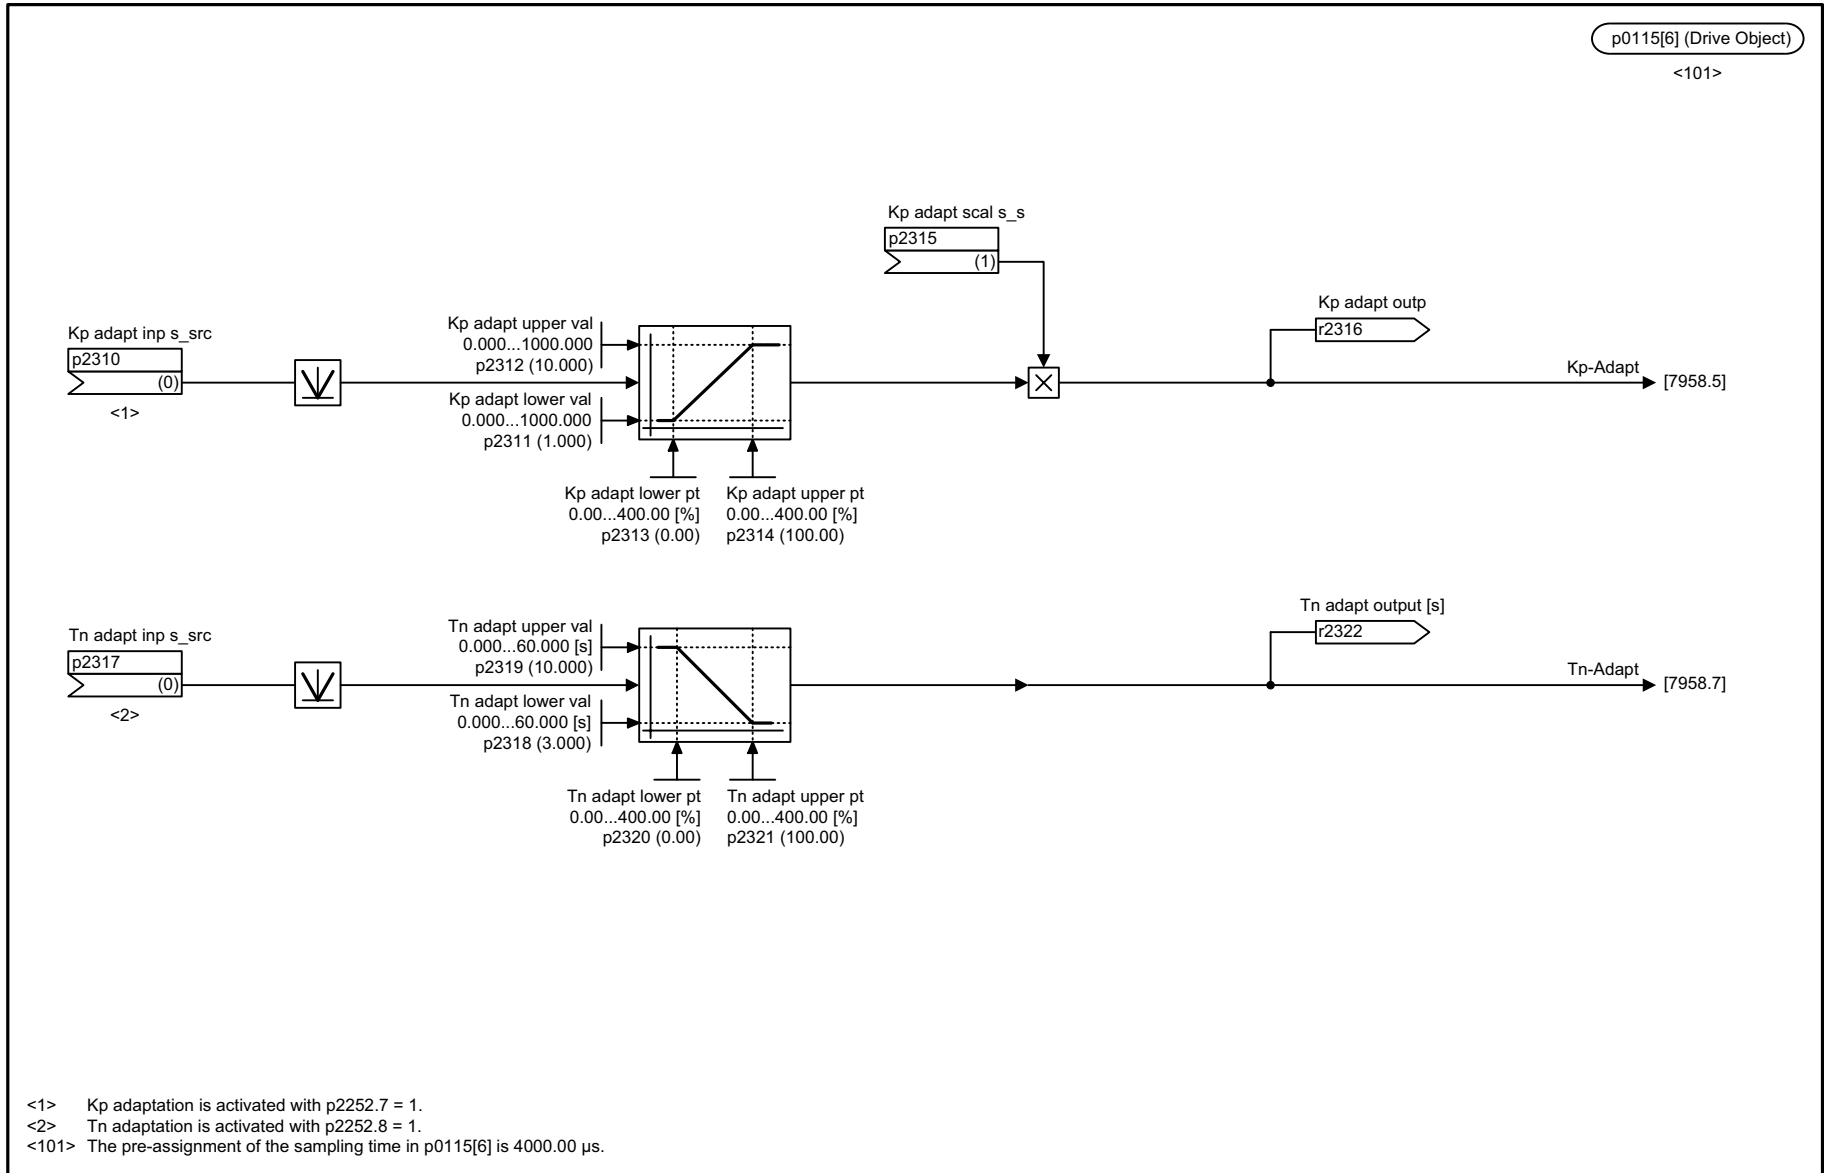 p0115[6] (Drive Object)
<101>
Kp adapt scal s_s
p2315
(1)
Kp adapt inp s_src
p2310
(0)
<1>
Kp adapt upper val
0.000...1000.000
p2312 (10.000)
Kp adapt lower val
0.000...1000.000
p2311 (1.000)
Kp adapt lower pt
0.00...400.00 [%]
p2313 (0.00)
Kp adapt upper pt
0.00...400.00 [%]
p2314 (100.00)
Kp adapt outp
r2316
Kp-Adapt
[7958.5]
Tn adapt inp s_src
p2317
(0)
<2>
Tn adapt upper val
0.000...60.000 [s]
p2319 (10.000)
Tn adapt lower val
0.000...60.000 [s]
p2318 (3.000)
Tn adapt lower pt
0.00...400.00 [%]
p2320 (0.00)
Tn adapt upper pt
0.00...400.00 [%]
p2321 (100.00)
Tn adapt output [s]
r2322
Tn-Adapt
[7958.7]
<1> Kp adaptation is activated with p2252.7 = 1.
<2> Tn adaptation is activated with p2252.8 = 1.
<101> The pre-assignment of the sampling time in p0115[6] is 4000.00 µs.